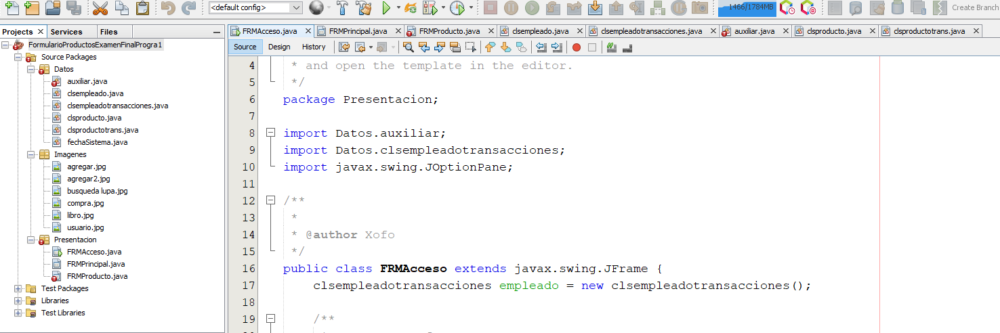 <default config>
1466/1784MB
Create Branch
Projects
Services
Files
FormularioProductosExamenFinalProgra1
Source Packages
Datos
auxiliar.java
clsempleado.java
clsempleadotransacciones.java
clsproducto.java
clsproductotrans.java
fechaSistema.java
Imagenes
agregar.jpg
agregar2.jpg
busqueda lupa.jpg
compra.jpg
libro.jpg
usuario.jpg
Presentacion
FRMAcceso.java
FRMPrincipal.java
FRMProducto.java
Test Packages
Libraries
Test Libraries
FRMAcceso.java
FRMPrincipal.java
FRMProducto.java
clsempleado.java
clsempleadotransacciones.java
auxiliar.java
clsproducto.java
clsproductotrans.java
Source
Design
History
4 * and open the template in the editor.
5 */
6 package Presentacion;
7
8 import Datos.auxiliar;
9 import Datos.clsempleadotransacciones;
10 import javax.swing.JOptionPane;
11
12 /**
13 *
14 * @author Xofo
15 */
16 public class FRMAcceso extends javax.swing.JFrame {
17 clsempleadotransacciones empleado = new clsempleadotransacciones();
18
19 /**